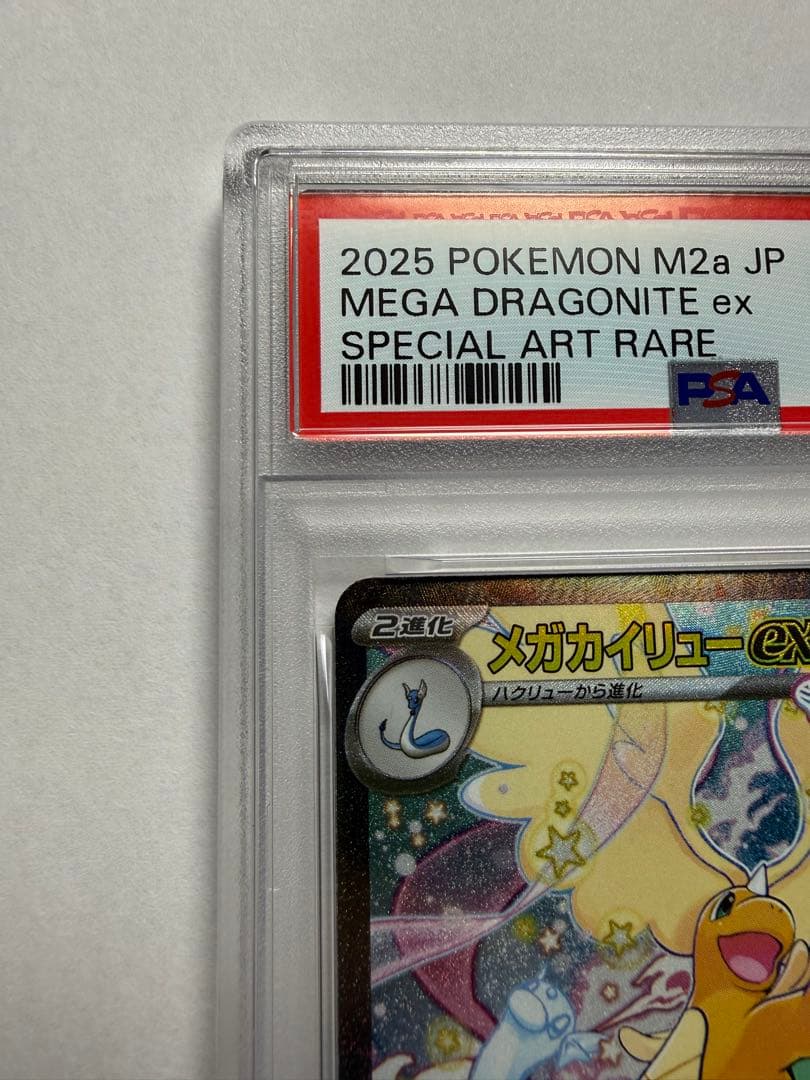 2025 POKEMON M2a JP
MEGA DRAGONITE ex
SPECIAL ART RARE
PSA
2進化
メガカイリューex
ハクリューから進化